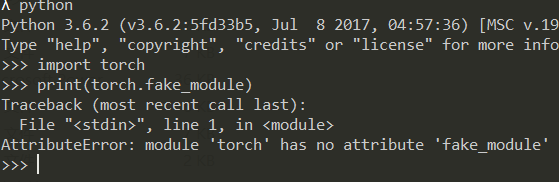 λ python
Python 3.6.2 (v3.6.2:5fd33b5, Jul  8 2017, 04:57:36) [MSC v.19
Type "help", "copyright", "credits" or "license" for more info
>>> import torch
>>> print(torch.fake_module)
Traceback (most recent call last):
  File "<stdin>", line 1, in <module>
AttributeError: module 'torch' has no attribute 'fake_module'
>>>